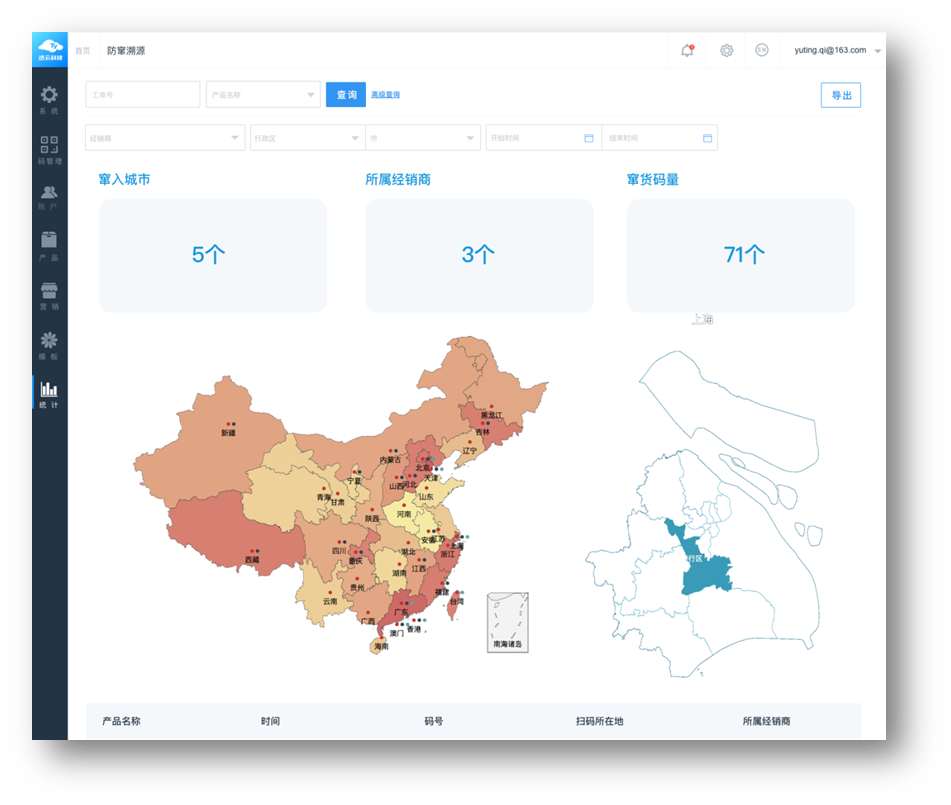 透云科技
首页
防窜溯源
EN
yuting.qi@163.com
系 统
码管理
账 户
产 品
营 销
模 板
统 计
工单号
产品名称
查询
高级查询
导出
经销商
行政区
市
开始时间
结束时间
窜入城市
所属经销商
窜货码量
5个
3个
71个
上海
黑龙江
新疆
吉林
辽宁
内蒙古
北京
天津
宁夏
山西
河北
山东
青海
甘肃
河南
陕西
安徽
江苏
上海
四川
湖北
浙江
西藏
重庆
江西
湖南
贵州
福建
云南
台湾
广东
广西
香港
澳门
海南
南海诸岛
行区
产品名称
时间
码号
扫码所在地
所属经销商